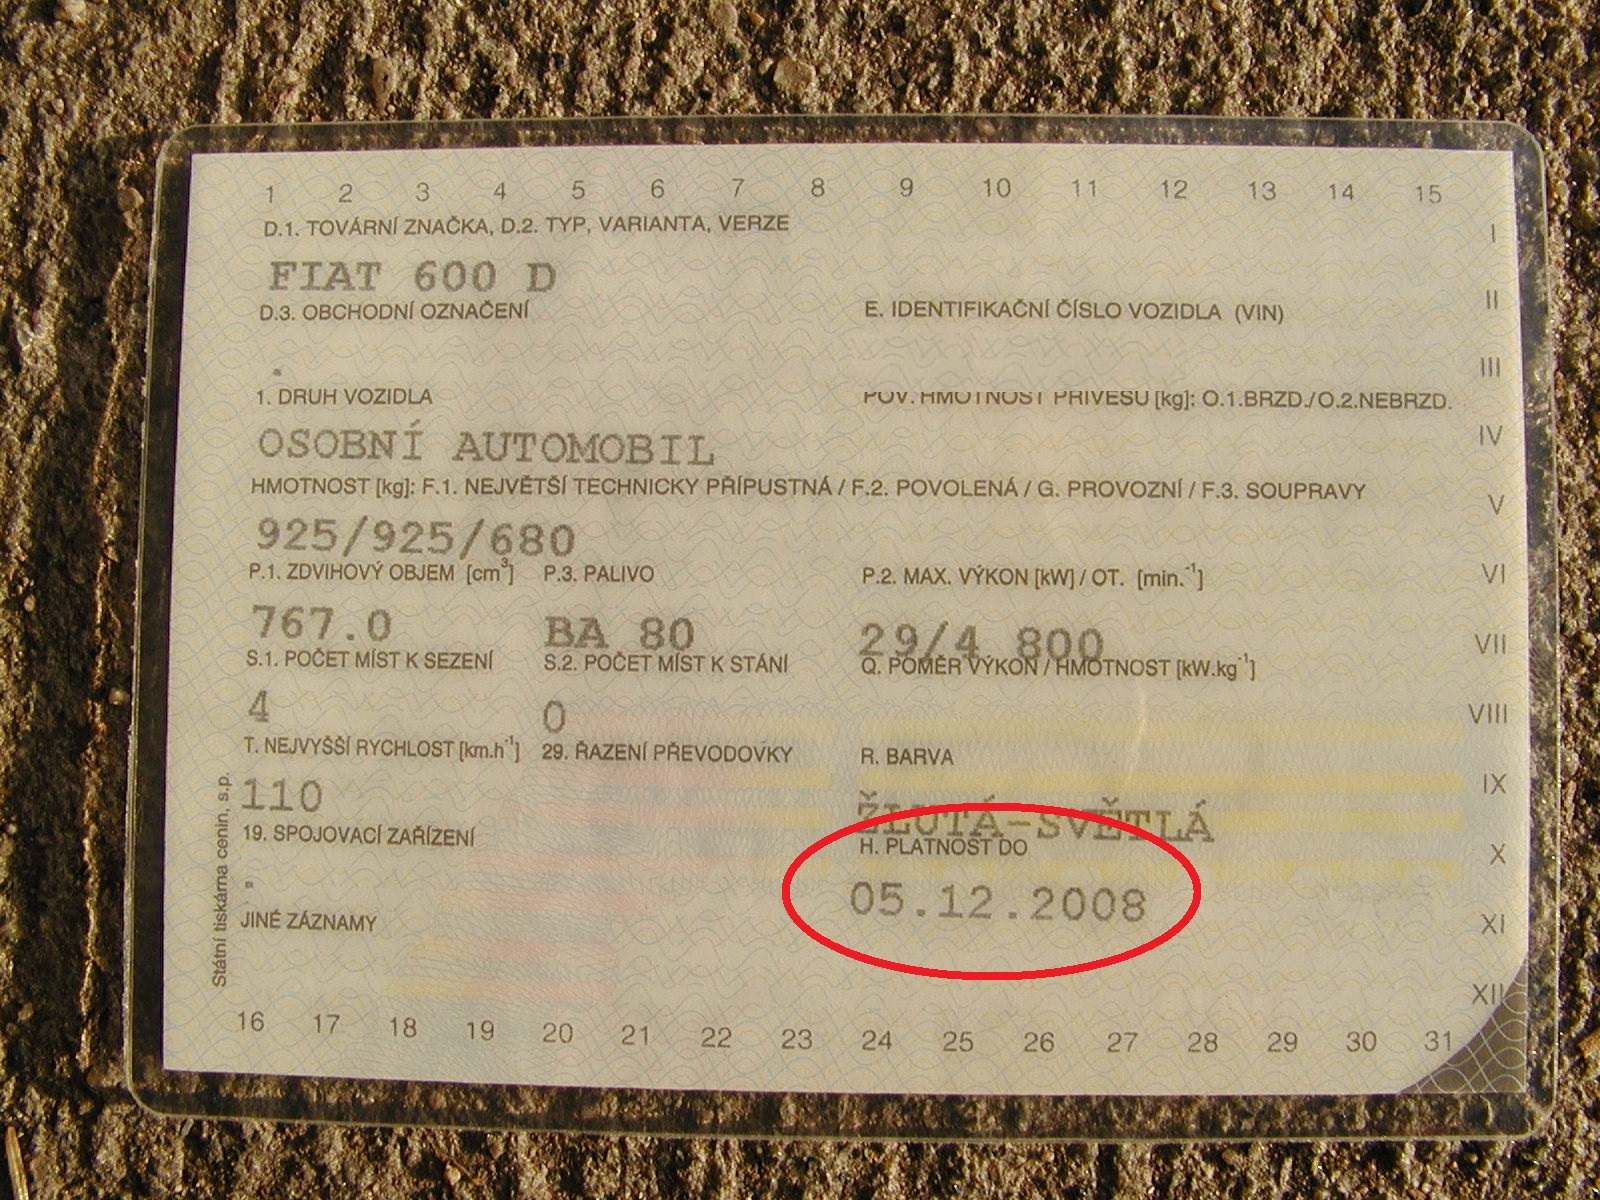 1 2 3 4 5 6 7 8 9 10 11 12 13 14 15
D.1. TOVÁRNÍ ZNAČKA, D.2. TYP, VARIANTA, VERZE
I
FIAT 600 D
II
D.3. OBCHODNÍ OZNAČENÍ E. IDENTIFIKAČNÍ ČÍSLO VOZIDLA (VIN)
.
III
1. DRUH VOZIDLA POV. HMOTNOST PŘÍVĚSU [kg]: O.1.BRZD./O.2.NEBRZD.
OSOBNÍ AUTOMOBIL
IV
HMOTNOST [kg]: F.1. NEJVĚTŠÍ TECHNICKY PŘÍPUSTNÁ / F.2. POVOLENÁ / G. PROVOZNÍ / F.3. SOUPRAVY
V
925/925/680
P.1. ZDVIHOVÝ OBJEM [cm³] P.3. PALIVO P.2. MAX. VÝKON [kW] / OT. [min.⁻¹]
VI
767.0 BA 80 29/4 800
VII
S.1. POČET MÍST K SEZENÍ S.2. POČET MÍST K STÁNÍ Q. POMĚR VÝKON / HMOTNOST [kW.kg⁻¹]
4 0
VIII
T. NEJVYŠŠÍ RYCHLOST [km.h⁻¹] 29. ŘAZENÍ PŘEVODOVKY R. BARVA
IX
110 ŽLUTÁ-SVĚTLÁ
19. SPOJOVACÍ ZAŘÍZENÍ H. PLATNOST DO
X
. 05.12.2008
JINÉ ZÁZNAMY
XI
XII
16 17 18 19 20 21 22 23 24 25 26 27 28 29 30 31
Státní tiskárna cenin, s.p.